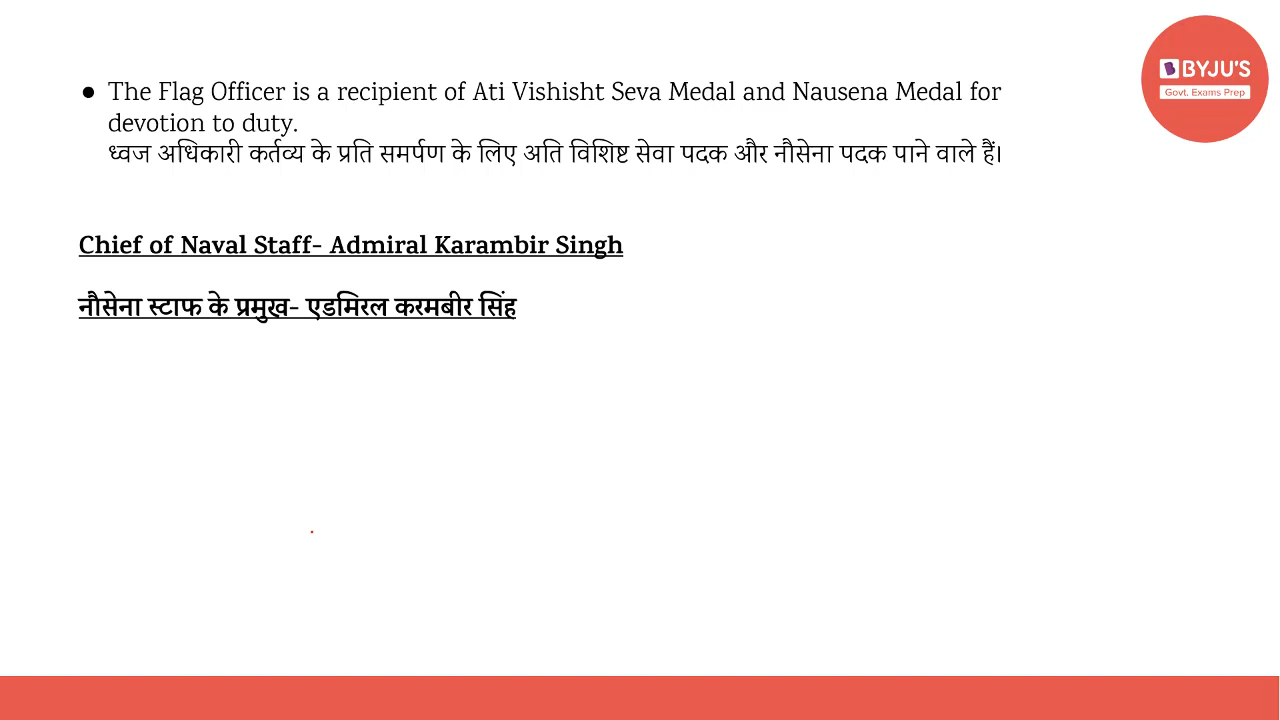 BYJU'S
Govt. Exams Prep
● The Flag Officer is a recipient of Ati Vishisht Seva Medal and Nausena Medal for
devotion to duty.
ध्वज अधिकारी कर्तव्य के प्रति समर्पण के लिए अति विशिष्ट सेवा पदक और नौसेना पदक पाने वाले हैं।
Chief of Naval Staff- Admiral Karambir Singh
नौसेना स्टाफ के प्रमुख- एडमिरल करमबीर सिंह